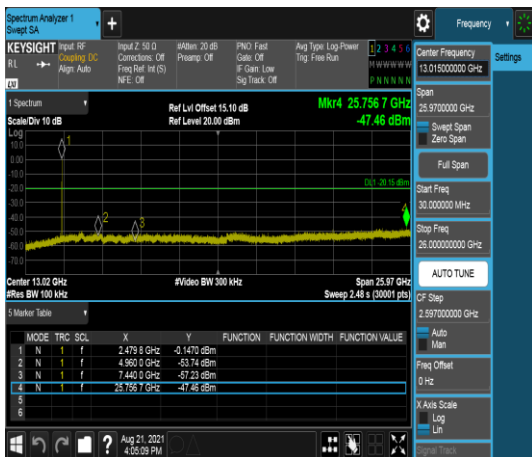 Spectrum Analyzer 1
Swept SA
Frequency
KEYSIGHT
RL
LXI
Input: RF
Coupling: DC
Align: Auto
Input Z: 50 Ω
Corrections: Off
Freq Ref: Int (S)
NFE: Off
#Atten: 20 dB
Preamp: Off
PNO: Fast
Gate: Off
IF Gain: Low
Sig Track: Off
Avg Type: Log-Power
Trig: Free Run
1 2 3 4 5 6
M W W W W W
P N N N N N
Center Frequency
13.015000000 GHz
Settings
1 Spectrum
Scale/Div 10 dB
Ref Lvl Offset 15.10 dB
Ref Level 20.00 dBm
Mkr4 25.756 7 GHz
-47.46 dBm
Log
10.0
0.00
-10.0
-20.0
-30.0
-40.0
-50.0
-60.0
-70.0
1
2
3
4
DL1 -20.15 dBm
Center 13.02 GHz
#Res BW 100 kHz
#Video BW 300 kHz
Span 25.97 GHz
Sweep 2.48 s (30001 pts)
Span
25.9700000 GHz
Swept Span
Zero Span
Full Span
Start Freq
30.000000 MHz
Stop Freq
26.000000000 GHz
AUTO TUNE
CF Step
2.597000000 GHz
Auto
Man
Freq Offset
0 Hz
X Axis Scale
Log
Lin
Signal Track
5 Marker Table
MODE TRC SCL X Y FUNCTION FUNCTION WIDTH FUNCTION VALUE
1 N 1 f 2.479 8 GHz -0.1470 dBm
2 N 1 f 4.960 0 GHz -53.74 dBm
3 N 1 f 7.440 0 GHz -57.23 dBm
4 N 1 f 25.756 7 GHz -47.46 dBm
5
6
?
Aug 21, 2021
4:05:09 PM